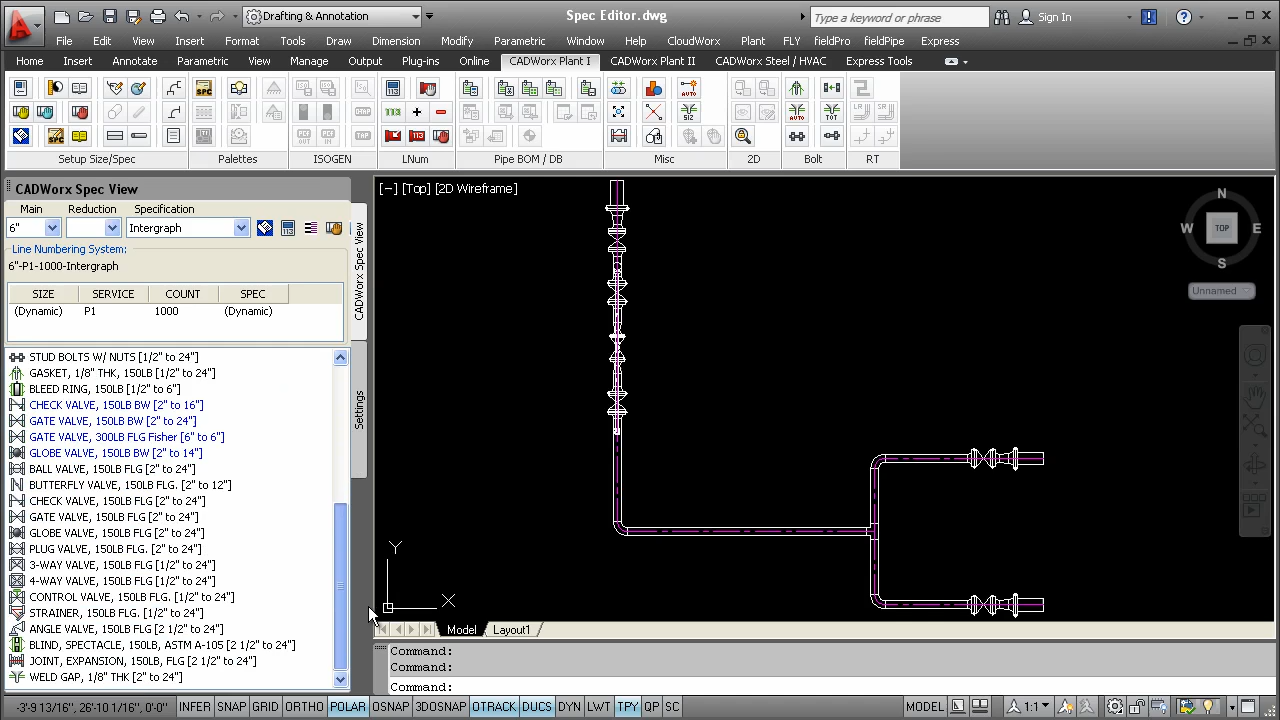 Drafting & Annotation
Spec Editor.dwg
Type a keyword or phrase
Sign In
File Edit View Insert Format Tools Draw Dimension Modify Parametric Window Help CloudWorx Plant FLY fieldPro fieldPipe Express
Home Insert Annotate Parametric View Manage Output Plug-ins Online CADWorx Plant I CADWorx Plant II CADWorx Steel / HVAC Express Tools
Setup Size/Spec Palettes ISOGEN LNum Pipe BOM / DB Misc 2D Bolt RT
CADWorx Spec View
Main Reduction Specification
6" Intergraph
Line Numbering System:
6"-P1-1000-Intergraph
SIZE SERVICE COUNT SPEC
(Dynamic) P1 1000 (Dynamic)
STUD BOLTS W/ NUTS [1/2" to 24"]
GASKET, 1/8" THK, 150LB [1/2" to 24"]
BLEED RING, 150LB [1/2" to 6"]
CHECK VALVE, 150LB BW [2" to 16"]
GATE VALVE, 150LB BW [2" to 24"]
GATE VALVE, 300LB FLG Fisher [6" to 6"]
GLOBE VALVE, 150LB BW [2" to 14"]
BALL VALVE, 150LB FLG [2" to 24"]
BUTTERFLY VALVE, 150LB FLG. [2" to 12"]
CHECK VALVE, 150LB FLG [2" to 24"]
GATE VALVE, 150LB FLG [2" to 24"]
GLOBE VALVE, 150LB FLG [2" to 24"]
PLUG VALVE, 150LB FLG. [2" to 24"]
3-WAY VALVE, 150LB FLG [1/2" to 24"]
4-WAY VALVE, 150LB FLG [1/2" to 24"]
CONTROL VALVE, 150LB FLG. [1/2" to 24"]
STRAINER, 150LB FLG. [1/2" to 24"]
ANGLE VALVE, 150LB FLG [2 1/2" to 24"]
BLIND, SPECTACLE, 150LB, ASTM A-105 [2 1/2" to 24"]
JOINT, EXPANSION, 150LB, FLG [2 1/2" to 24"]
WELD GAP, 1/8" THK [2" to 24"]
CADWorx Spec View
Settings
[−] [Top] [2D Wireframe]
N
W TOP E
S
Unnamed
Y
X
Model Layout1
Command:
Command:
Command:
-3'-9 13/16", 26'-10 1/16", 0'-0" INFER SNAP GRID ORTHO POLAR OSNAP 3DOSNAP OTRACK DUCS DYN LWT TPY QP SC MODEL 1:1